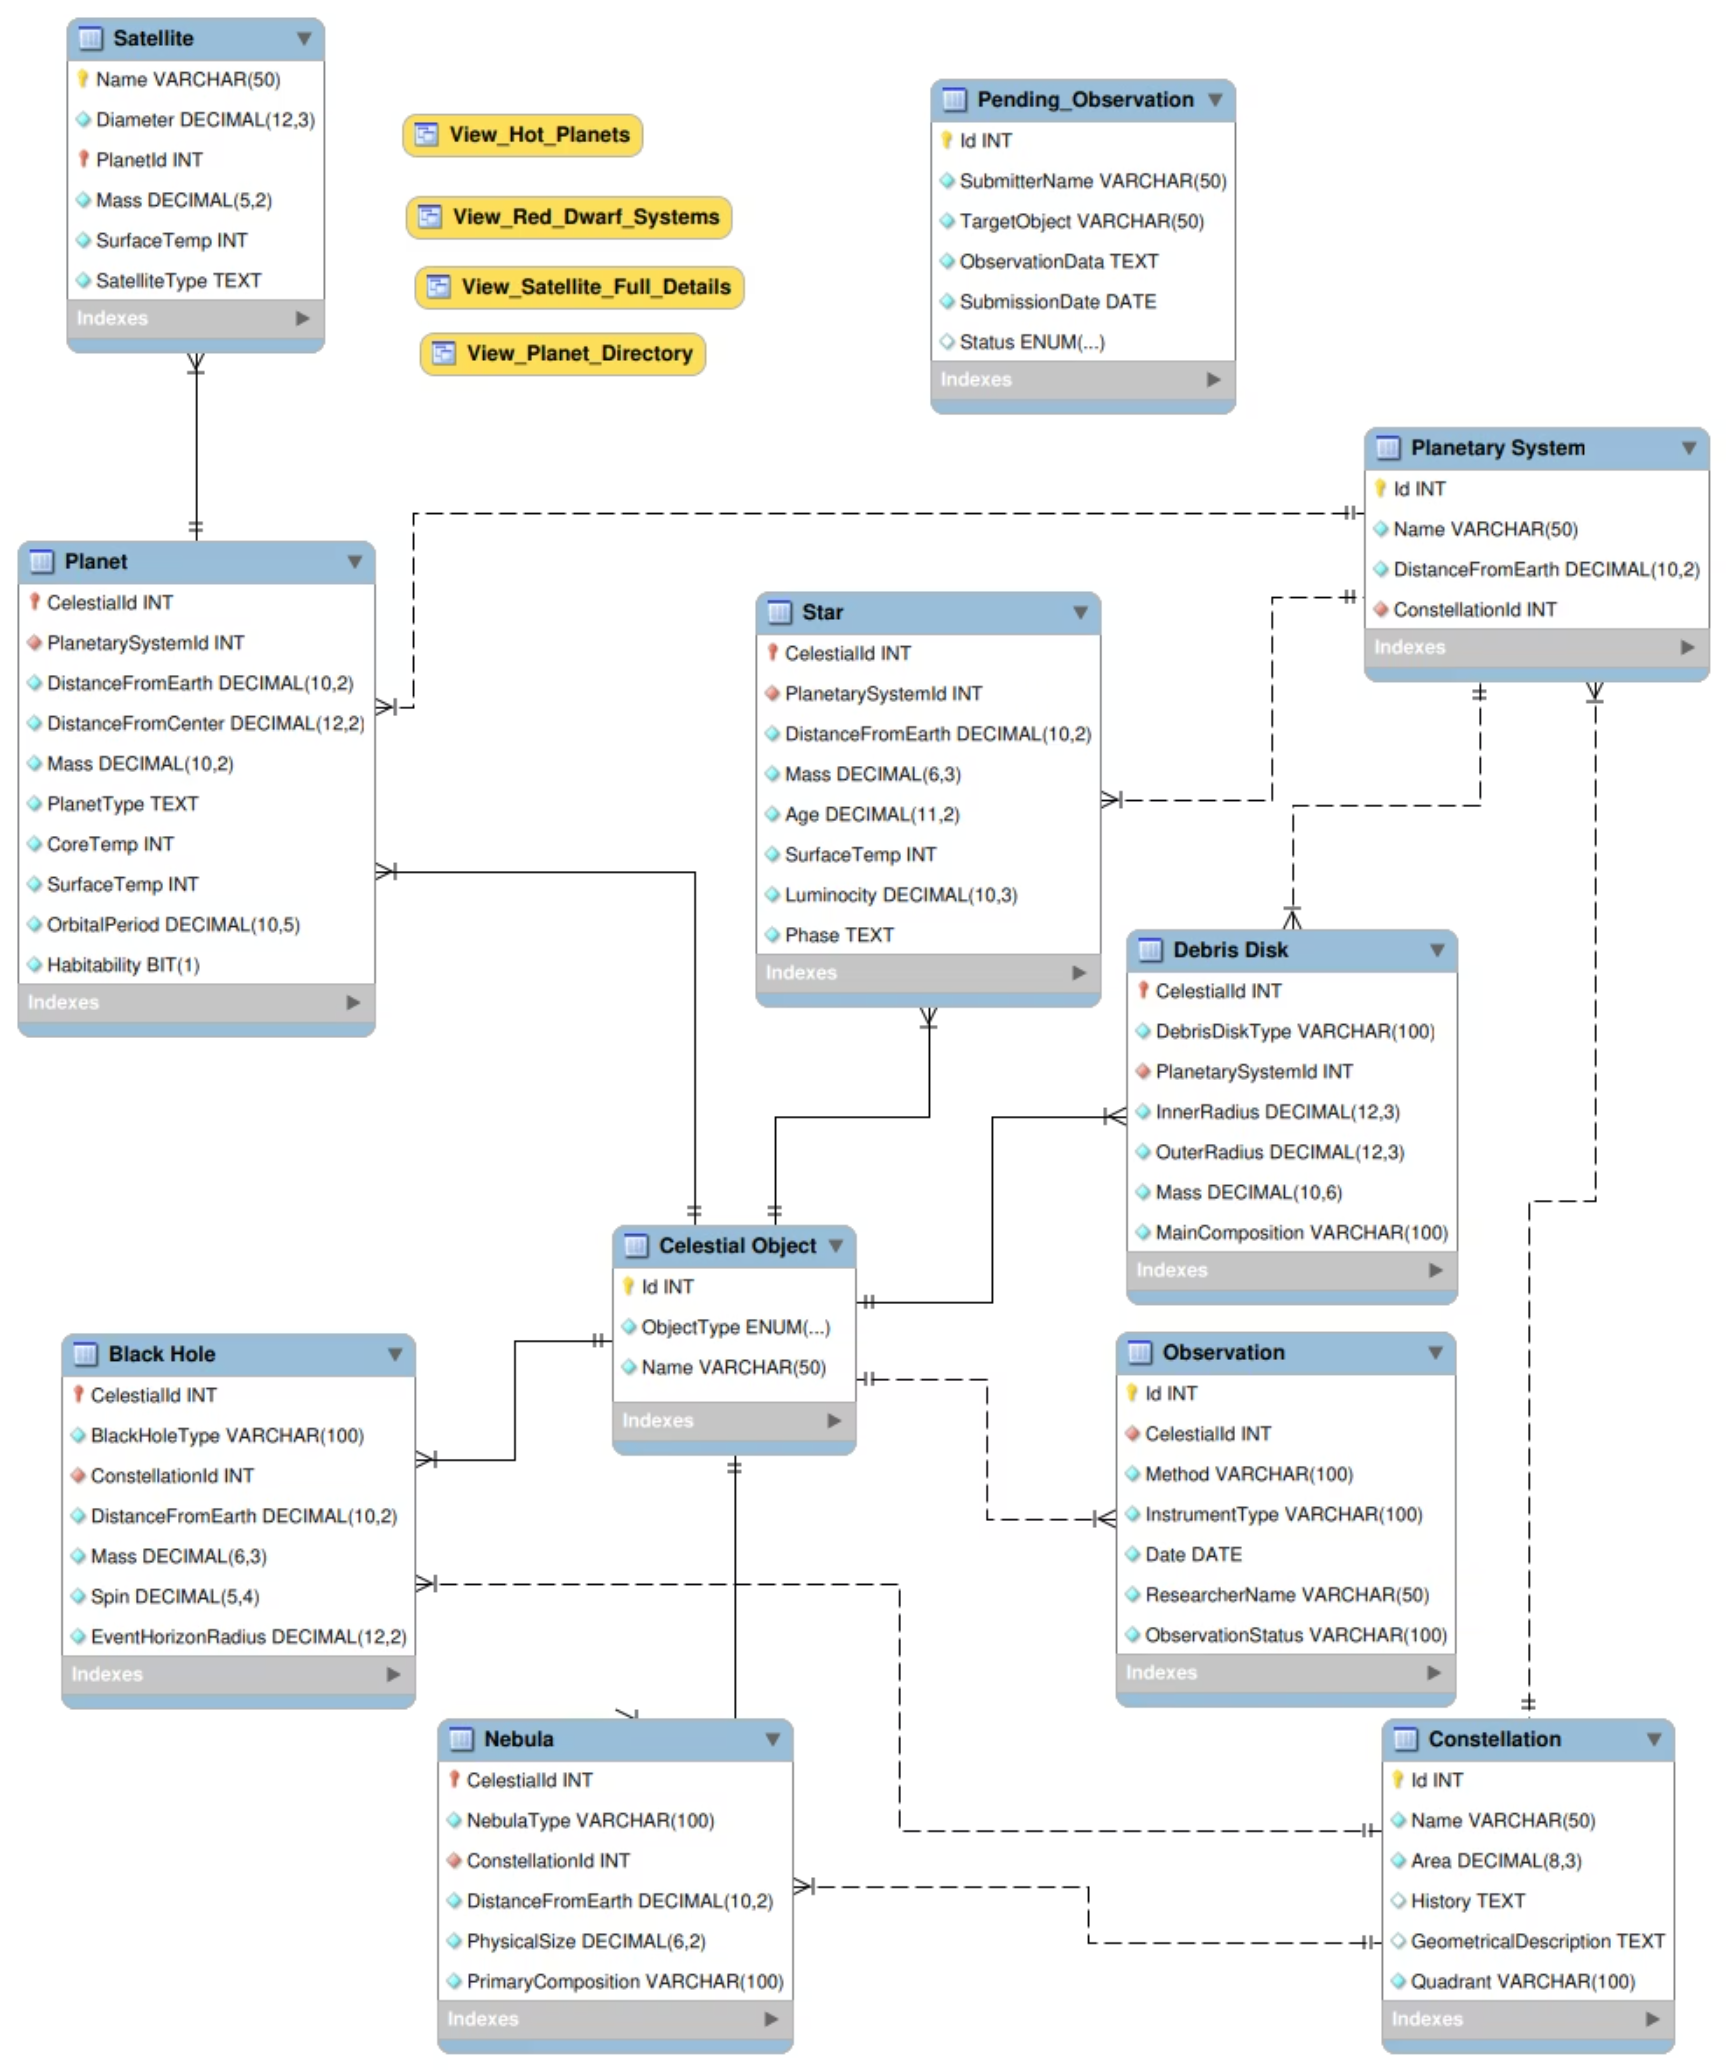 Satellite
Name VARCHAR(50)
Diameter DECIMAL(12,3)
PlanetId INT
Mass DECIMAL(5,2)
SurfaceTemp INT
SatelliteType TEXT
Indexes
View_Hot_Planets
View_Red_Dwarf_Systems
View_Satellite_Full_Details
View_Planet_Directory
Pending_Observation
Id INT
SubmitterName VARCHAR(50)
TargetObject VARCHAR(50)
ObservationData TEXT
SubmissionDate DATE
Status ENUM(...)
Indexes
Planetary System
Id INT
Name VARCHAR(50)
DistanceFromEarth DECIMAL(10,2)
ConstellationId INT
Indexes
Planet
CelestialId INT
PlanetarySystemId INT
DistanceFromEarth DECIMAL(10,2)
DistanceFromCenter DECIMAL(12,2)
Mass DECIMAL(10,2)
PlanetType TEXT
CoreTemp INT
SurfaceTemp INT
OrbitalPeriod DECIMAL(10,5)
Habitability BIT(1)
Indexes
Star
CelestialId INT
PlanetarySystemId INT
DistanceFromEarth DECIMAL(10,2)
Mass DECIMAL(6,3)
Age DECIMAL(11,2)
SurfaceTemp INT
Luminocity DECIMAL(10,3)
Phase TEXT
Indexes
Debris Disk
CelestialId INT
DebrisDiskType VARCHAR(100)
PlanetarySystemId INT
InnerRadius DECIMAL(12,3)
OuterRadius DECIMAL(12,3)
Mass DECIMAL(10,6)
MainComposition VARCHAR(100)
Indexes
Celestial Object
Id INT
ObjectType ENUM(...)
Name VARCHAR(50)
Indexes
Black Hole
CelestialId INT
BlackHoleType VARCHAR(100)
ConstellationId INT
DistanceFromEarth DECIMAL(10,2)
Mass DECIMAL(6,3)
Spin DECIMAL(5,4)
EventHorizonRadius DECIMAL(12,2)
Indexes
Observation
Id INT
CelestialId INT
Method VARCHAR(100)
InstrumentType VARCHAR(100)
Date DATE
ResearcherName VARCHAR(50)
ObservationStatus VARCHAR(100)
Indexes
Nebula
CelestialId INT
NebulaType VARCHAR(100)
ConstellationId INT
DistanceFromEarth DECIMAL(10,2)
PhysicalSize DECIMAL(6,2)
PrimaryComposition VARCHAR(100)
Indexes
Constellation
Id INT
Name VARCHAR(50)
Area DECIMAL(8,3)
History TEXT
GeometricalDescription TEXT
Quadrant VARCHAR(100)
Indexes